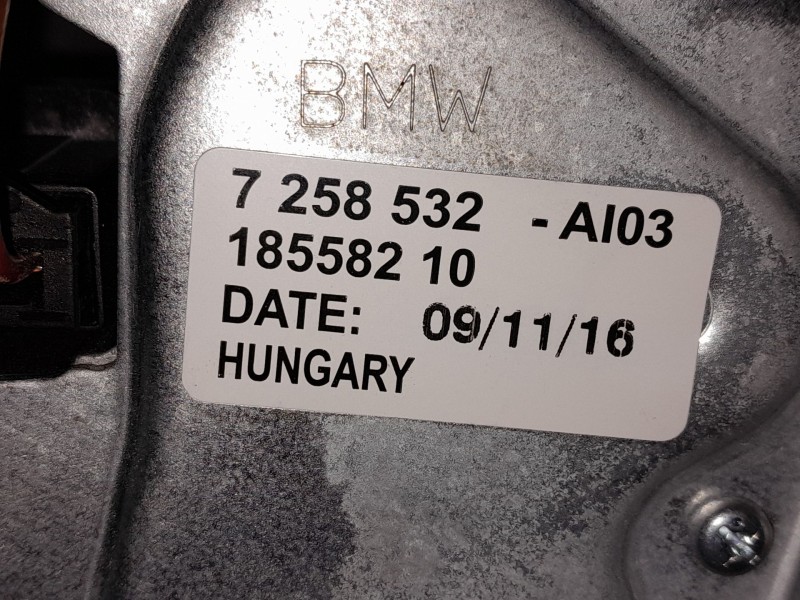 BMW
7 258 532 - AI03
185582 10
DATE: 09/11/16
HUNGARY